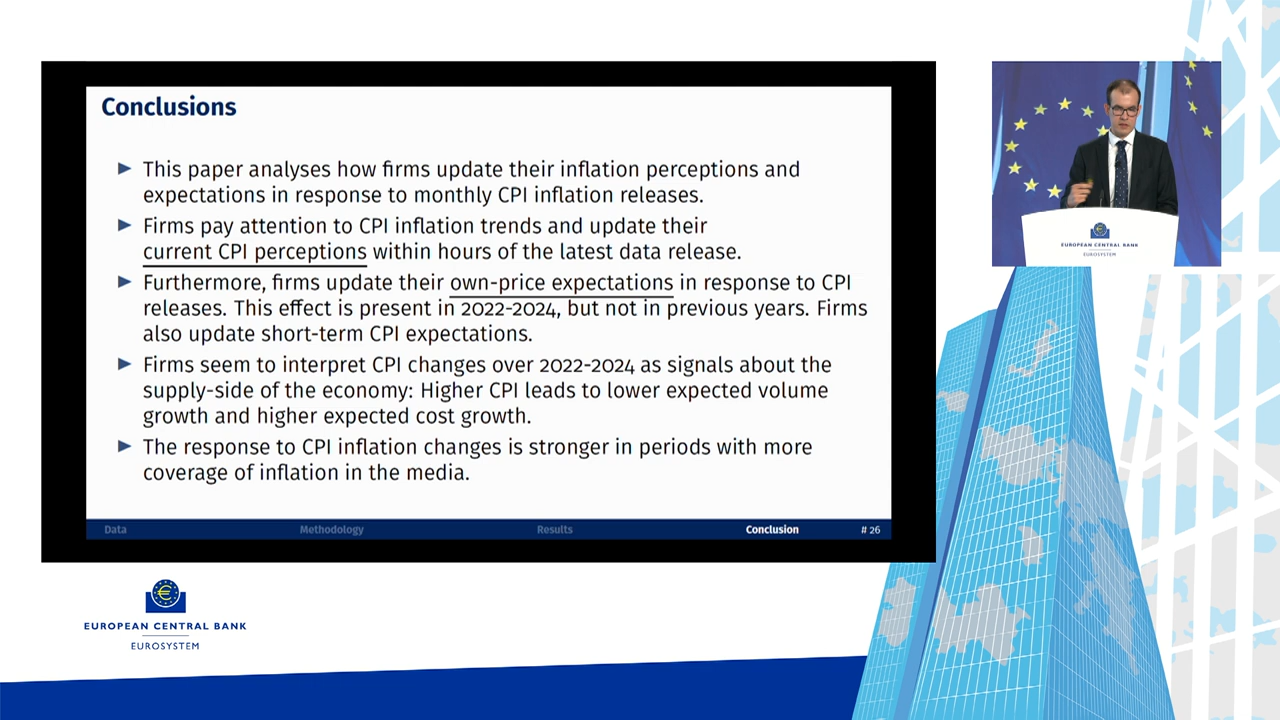 Conclusions
This paper analyses how firms update their inflation perceptions and
expectations in response to monthly CPI inflation releases.
Firms pay attention to CPI inflation trends and update their
current CPI perceptions within hours of the latest data release.
Furthermore, firms update their own-price expectations in response to CPI
releases. This effect is present in 2022-2024, but not in previous years. Firms
also update short-term CPI expectations.
Firms seem to interpret CPI changes over 2022-2024 as signals about the
supply-side of the economy: Higher CPI leads to lower expected volume
growth and higher expected cost growth.
The response to CPI inflation changes is stronger in periods with more
coverage of inflation in the media.
Data Methodology Results Conclusion # 26
EUROPEAN CENTRAL BANK
EUROSYSTEM
EUROPEAN CENTRAL BANK
EUROSYSTEM